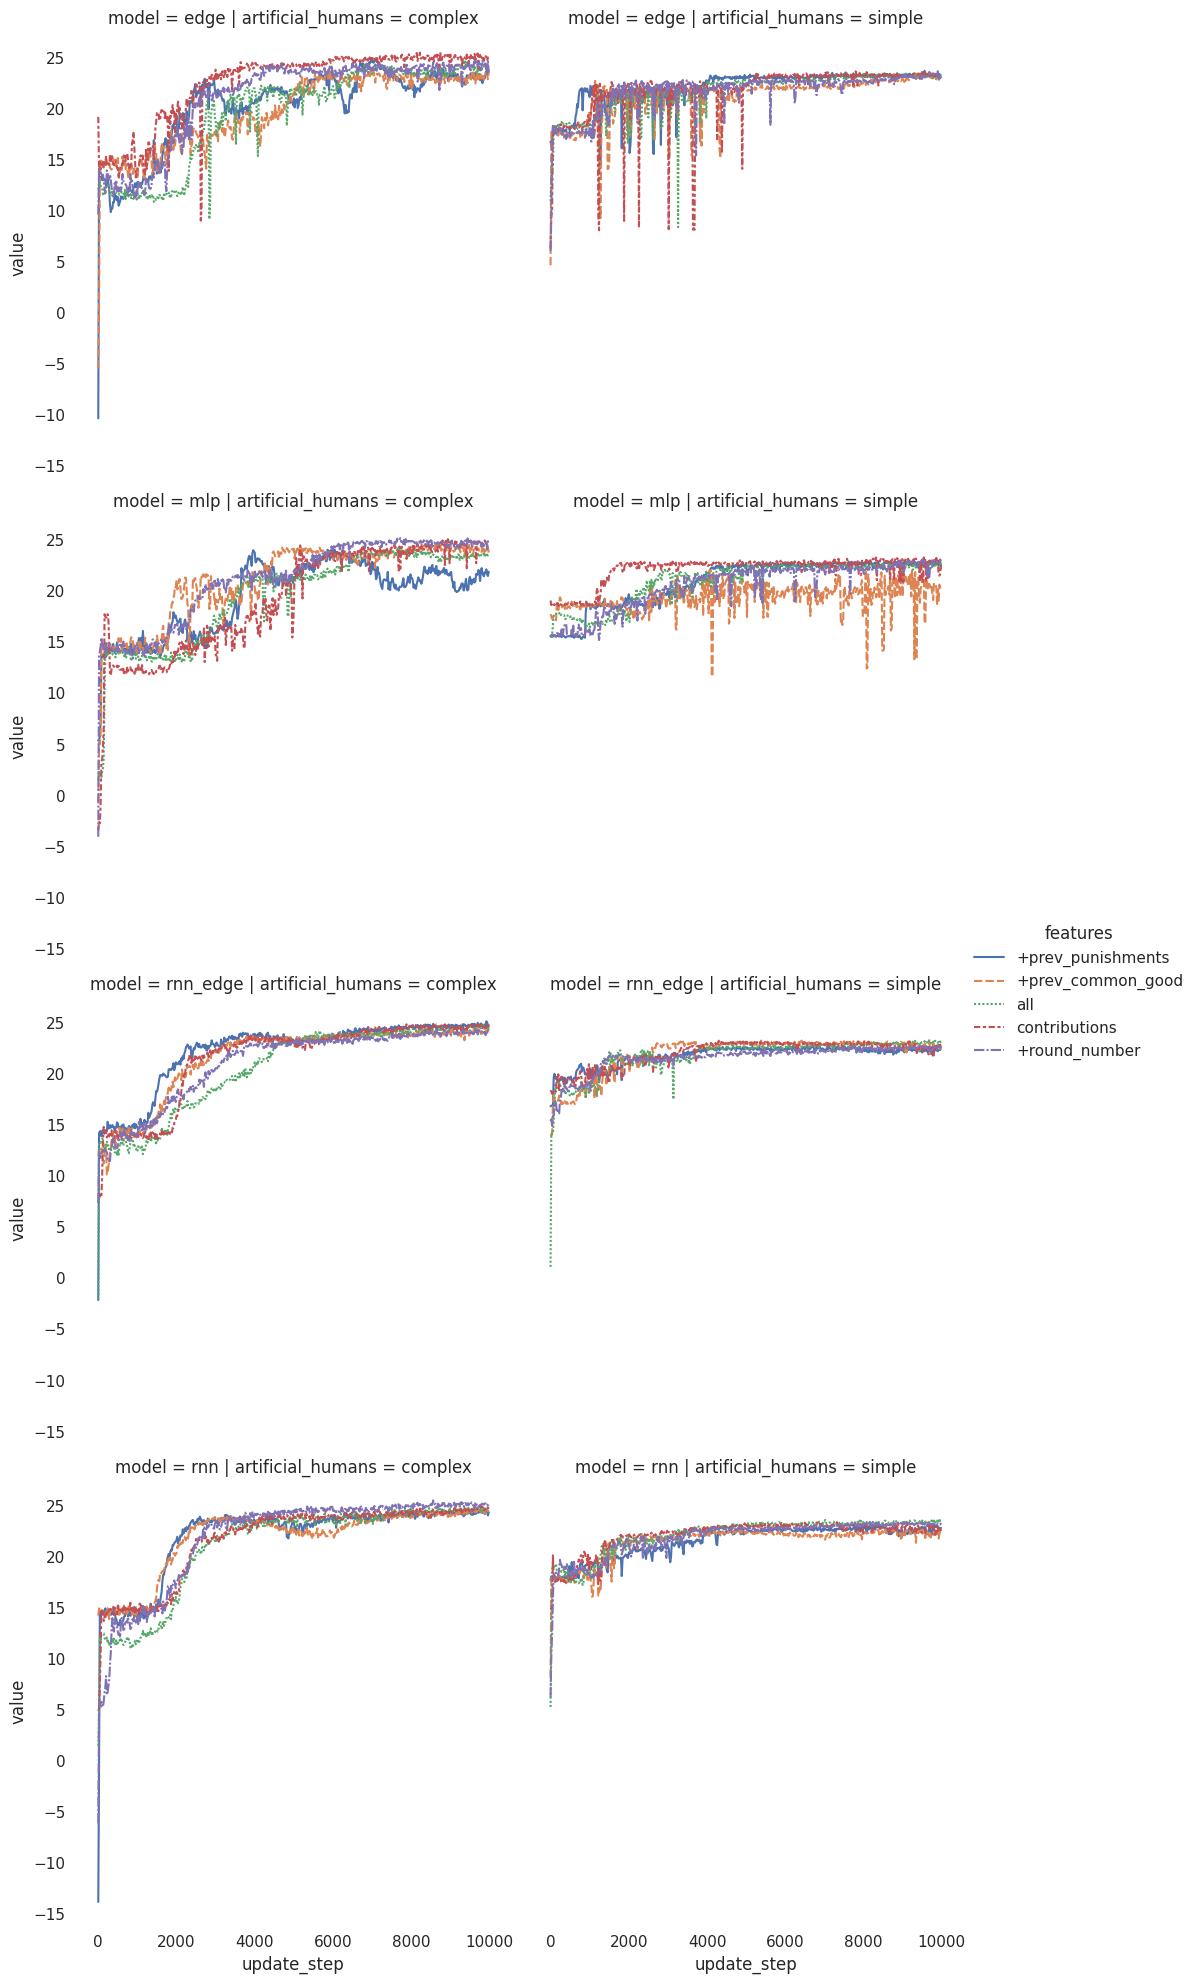 model = edge | artificial_humans = complex
model = edge | artificial_humans = simple
25
20
15
10
5
0
−5
−10
−15
value
model = mlp | artificial_humans = complex
model = mlp | artificial_humans = simple
25
20
15
10
5
0
−5
−10
−15
value
features
+prev_punishments
+prev_common_good
all
contributions
+round_number
model = rnn_edge | artificial_humans = complex
model = rnn_edge | artificial_humans = simple
25
20
15
10
5
0
−5
−10
−15
value
model = rnn | artificial_humans = complex
model = rnn | artificial_humans = simple
25
20
15
10
5
0
−5
−10
−15
value
0 2000 4000 6000 8000 10000
update_step
0 2000 4000 6000 8000 10000
update_step